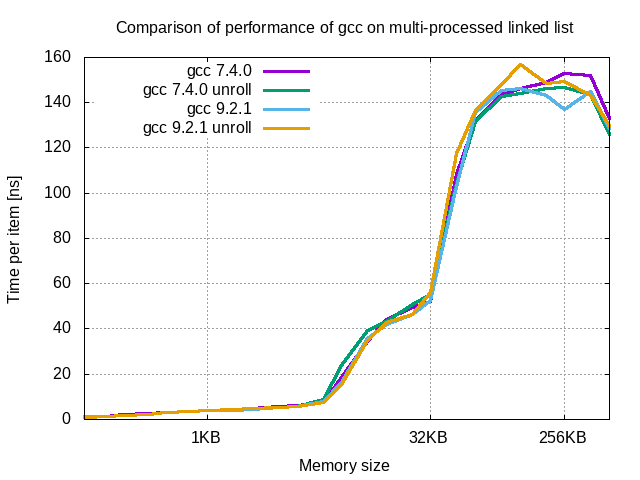 Comparison of performance of gcc on multi-processed linked list
160
140
120
100
80
60
40
20
0
Time per item [ns]
gcc 7.4.0
gcc 7.4.0 unroll
gcc 9.2.1
gcc 9.2.1 unroll
1KB
32KB
256KB
Memory size